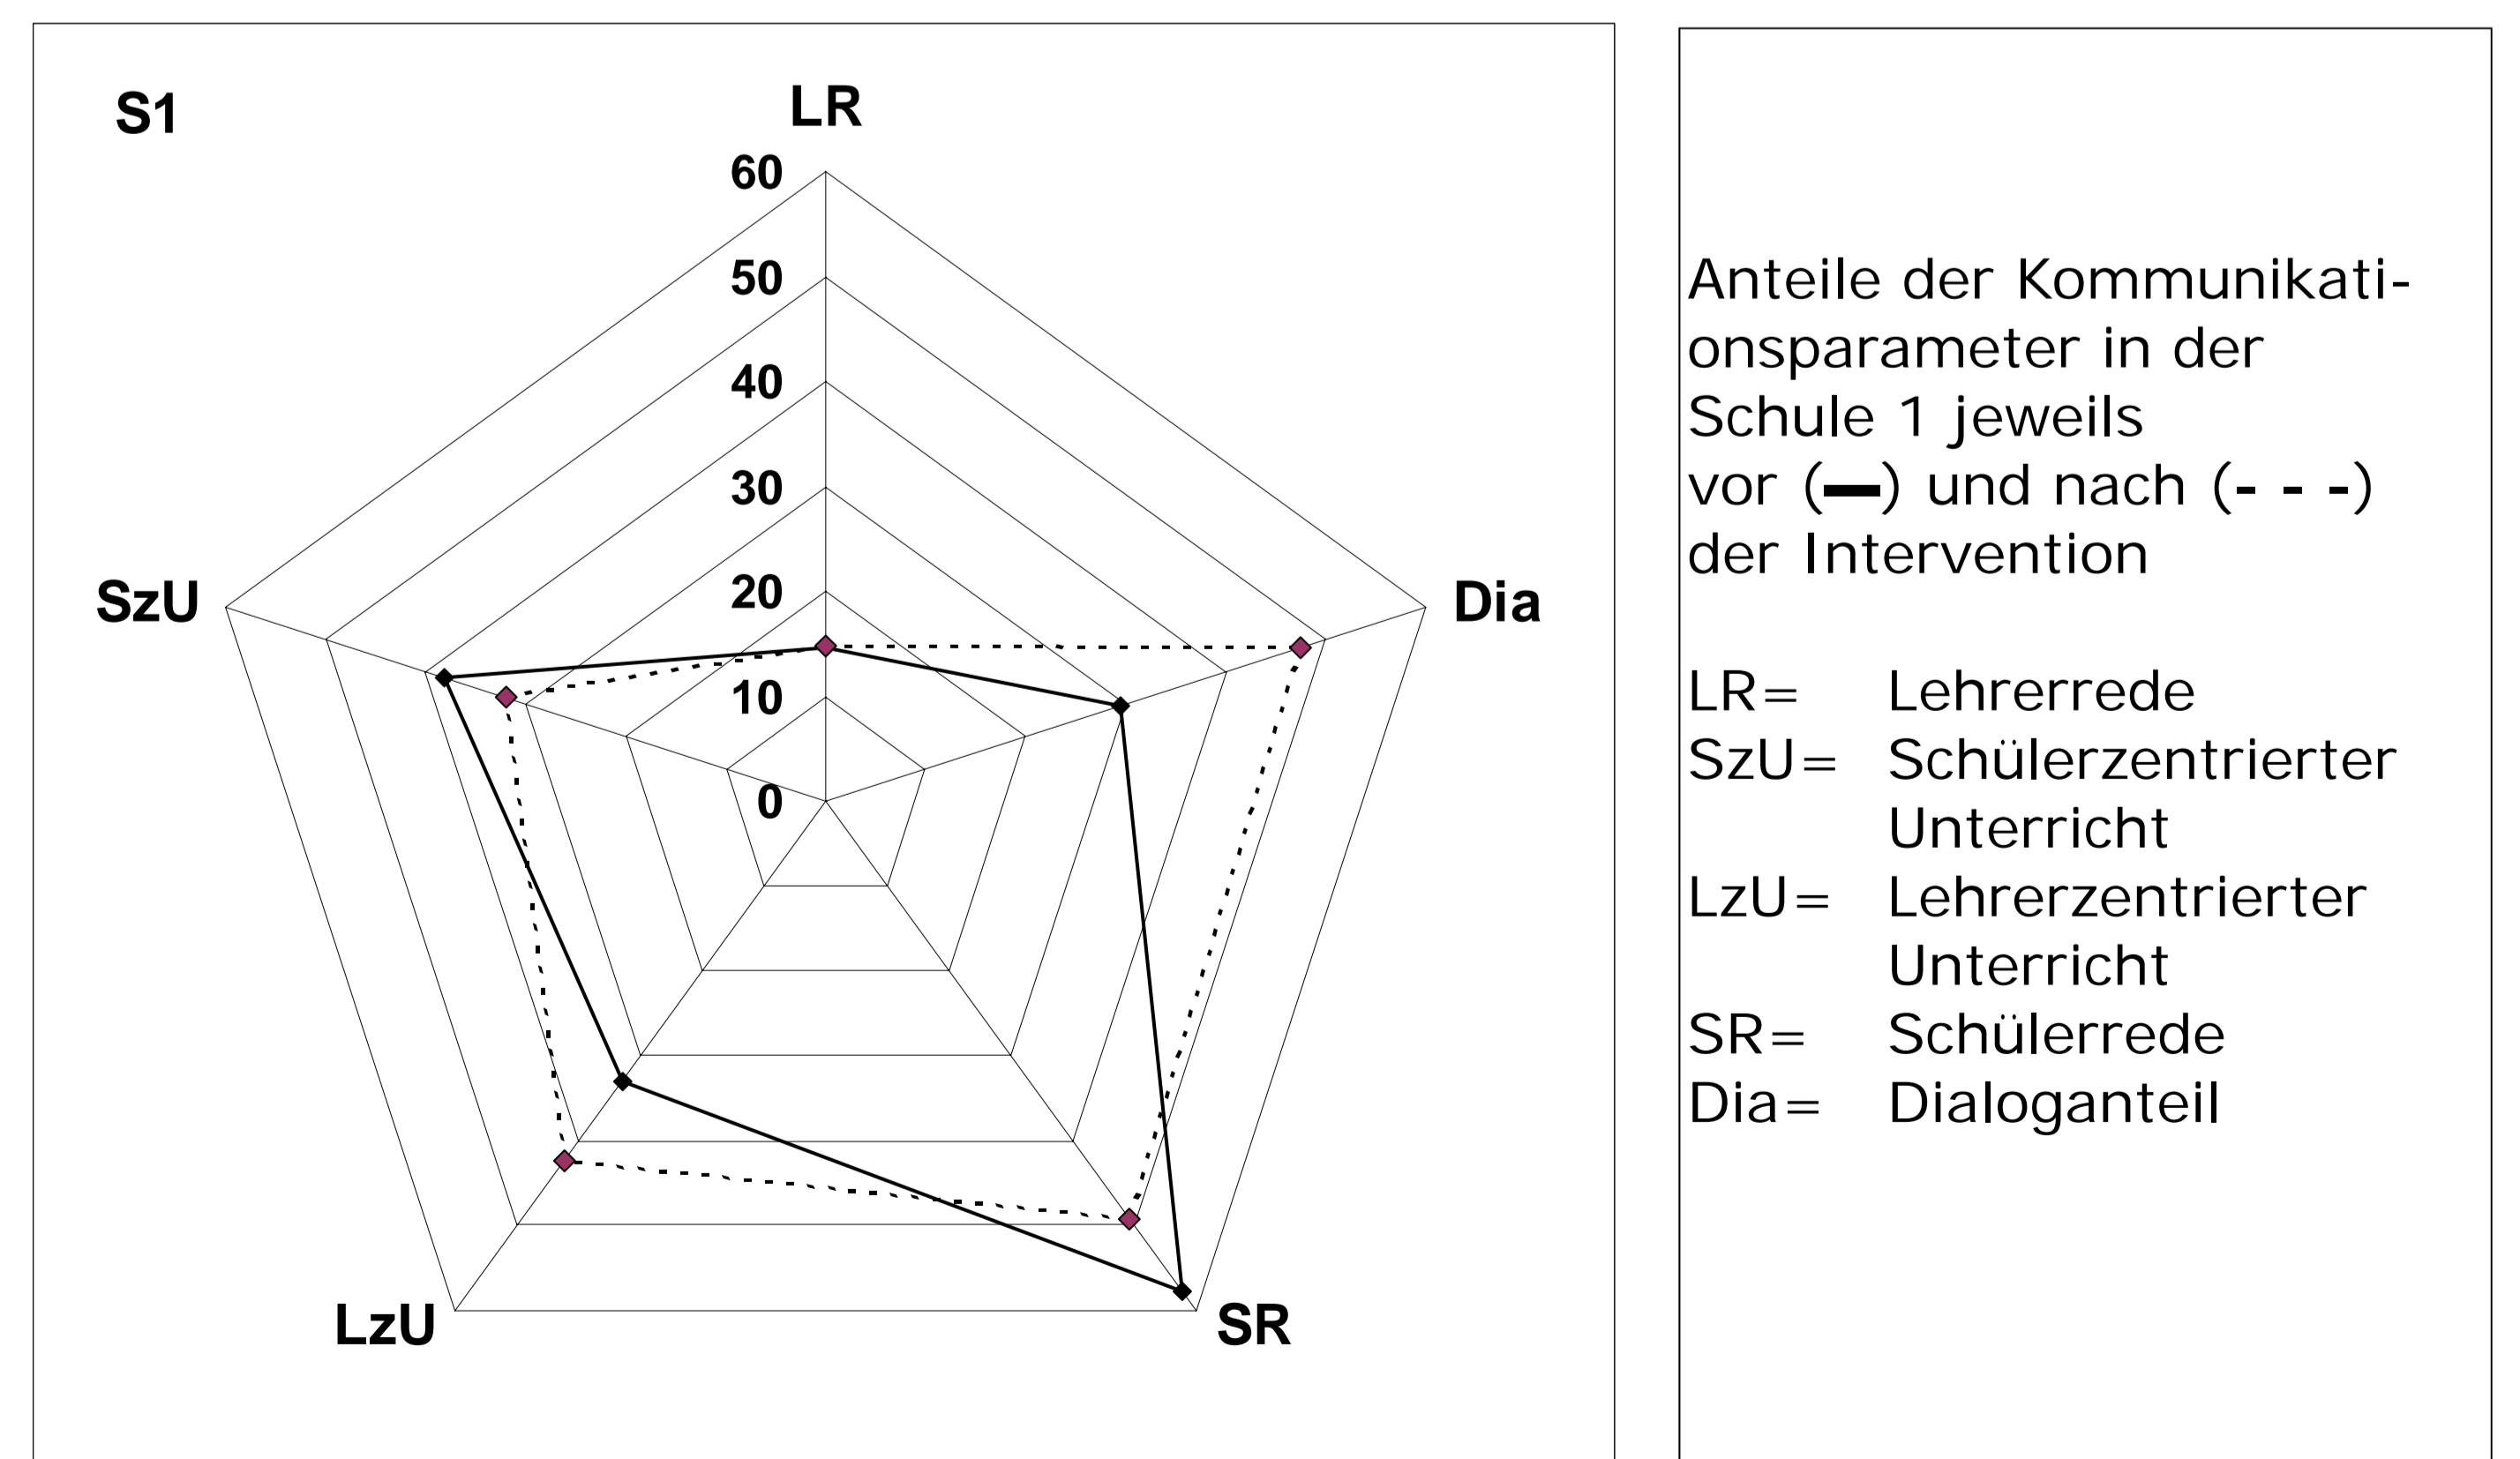 S1
LR
60
50
40
30
20
10
0
SzU
Dia
LzU
SR
Anteile der Kommunikati-
onsparameter in der
Schule 1 jeweils
vor (—) und nach (- - -)
der Intervention
LR= Lehrerrede
SzU= Schülerzentrierter
Unterricht
LzU= Lehrerzentrierter
Unterricht
SR= Schülerrede
Dia= Dialoganteil